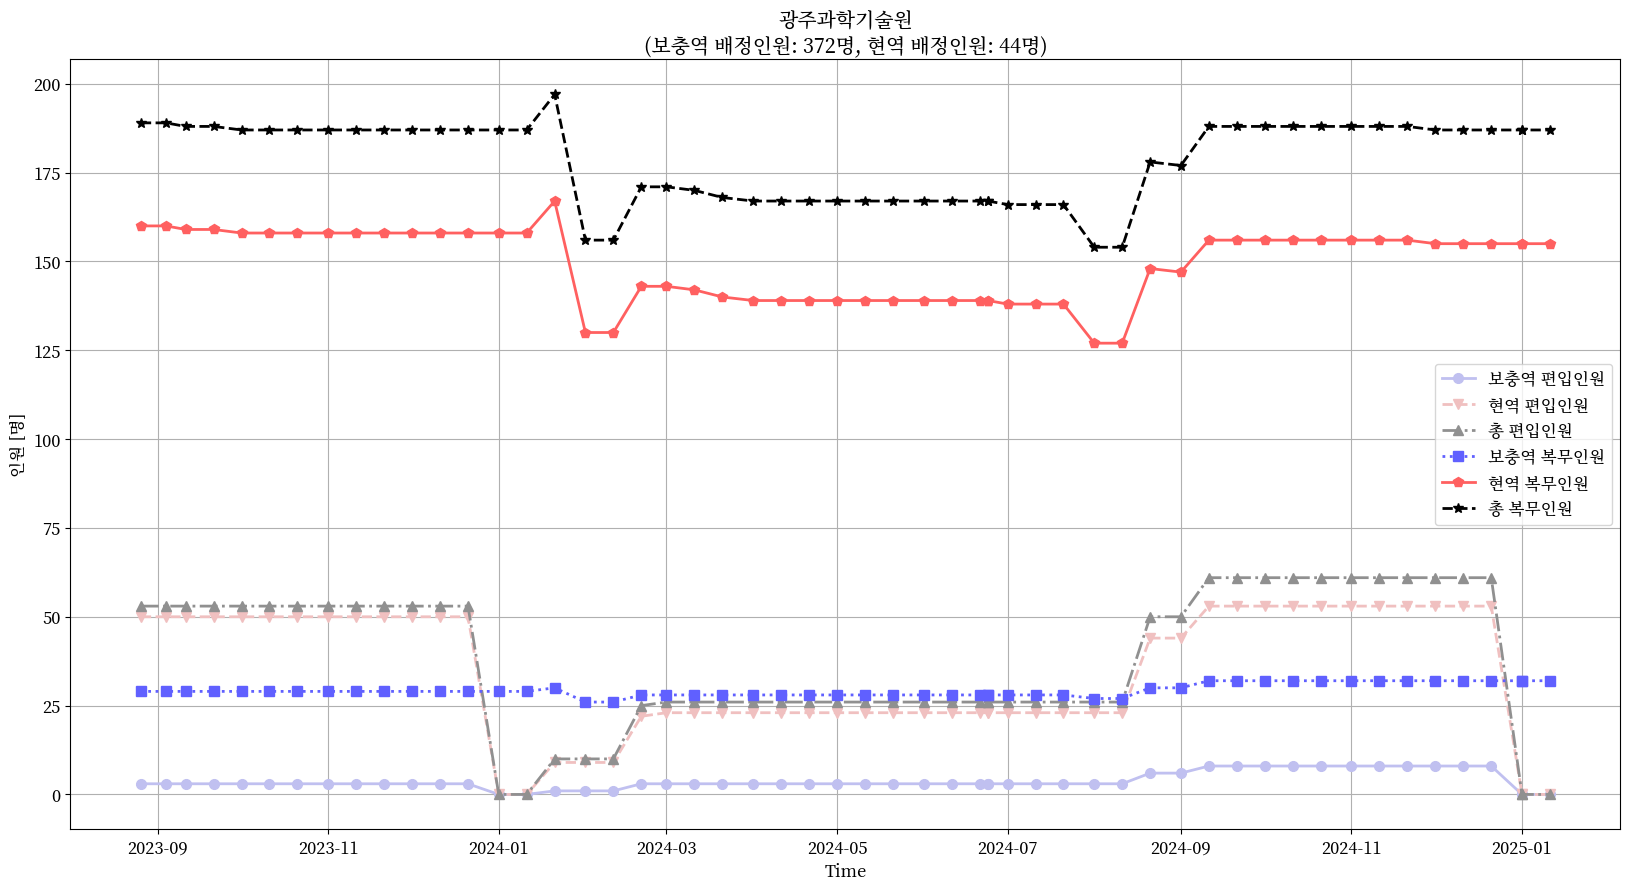 광주과학기술원
(보충역 배정인원: 372명, 현역 배정인원: 44명)
인원 [명]
200
175
150
125
100
75
50
25
0
보충역 편입인원
현역 편입인원
총 편입인원
보충역 복무인원
현역 복무인원
총 복무인원
2023-09
2023-11
2024-01
2024-03
2024-05
2024-07
2024-09
2024-11
2025-01
Time